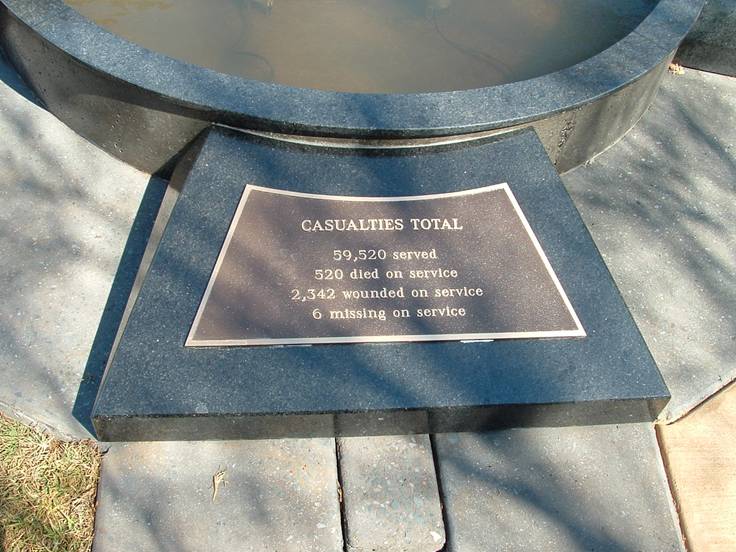 CASUALTIES TOTAL
59,520 served
520 died on service
2,342 wounded on service
6 missing on service